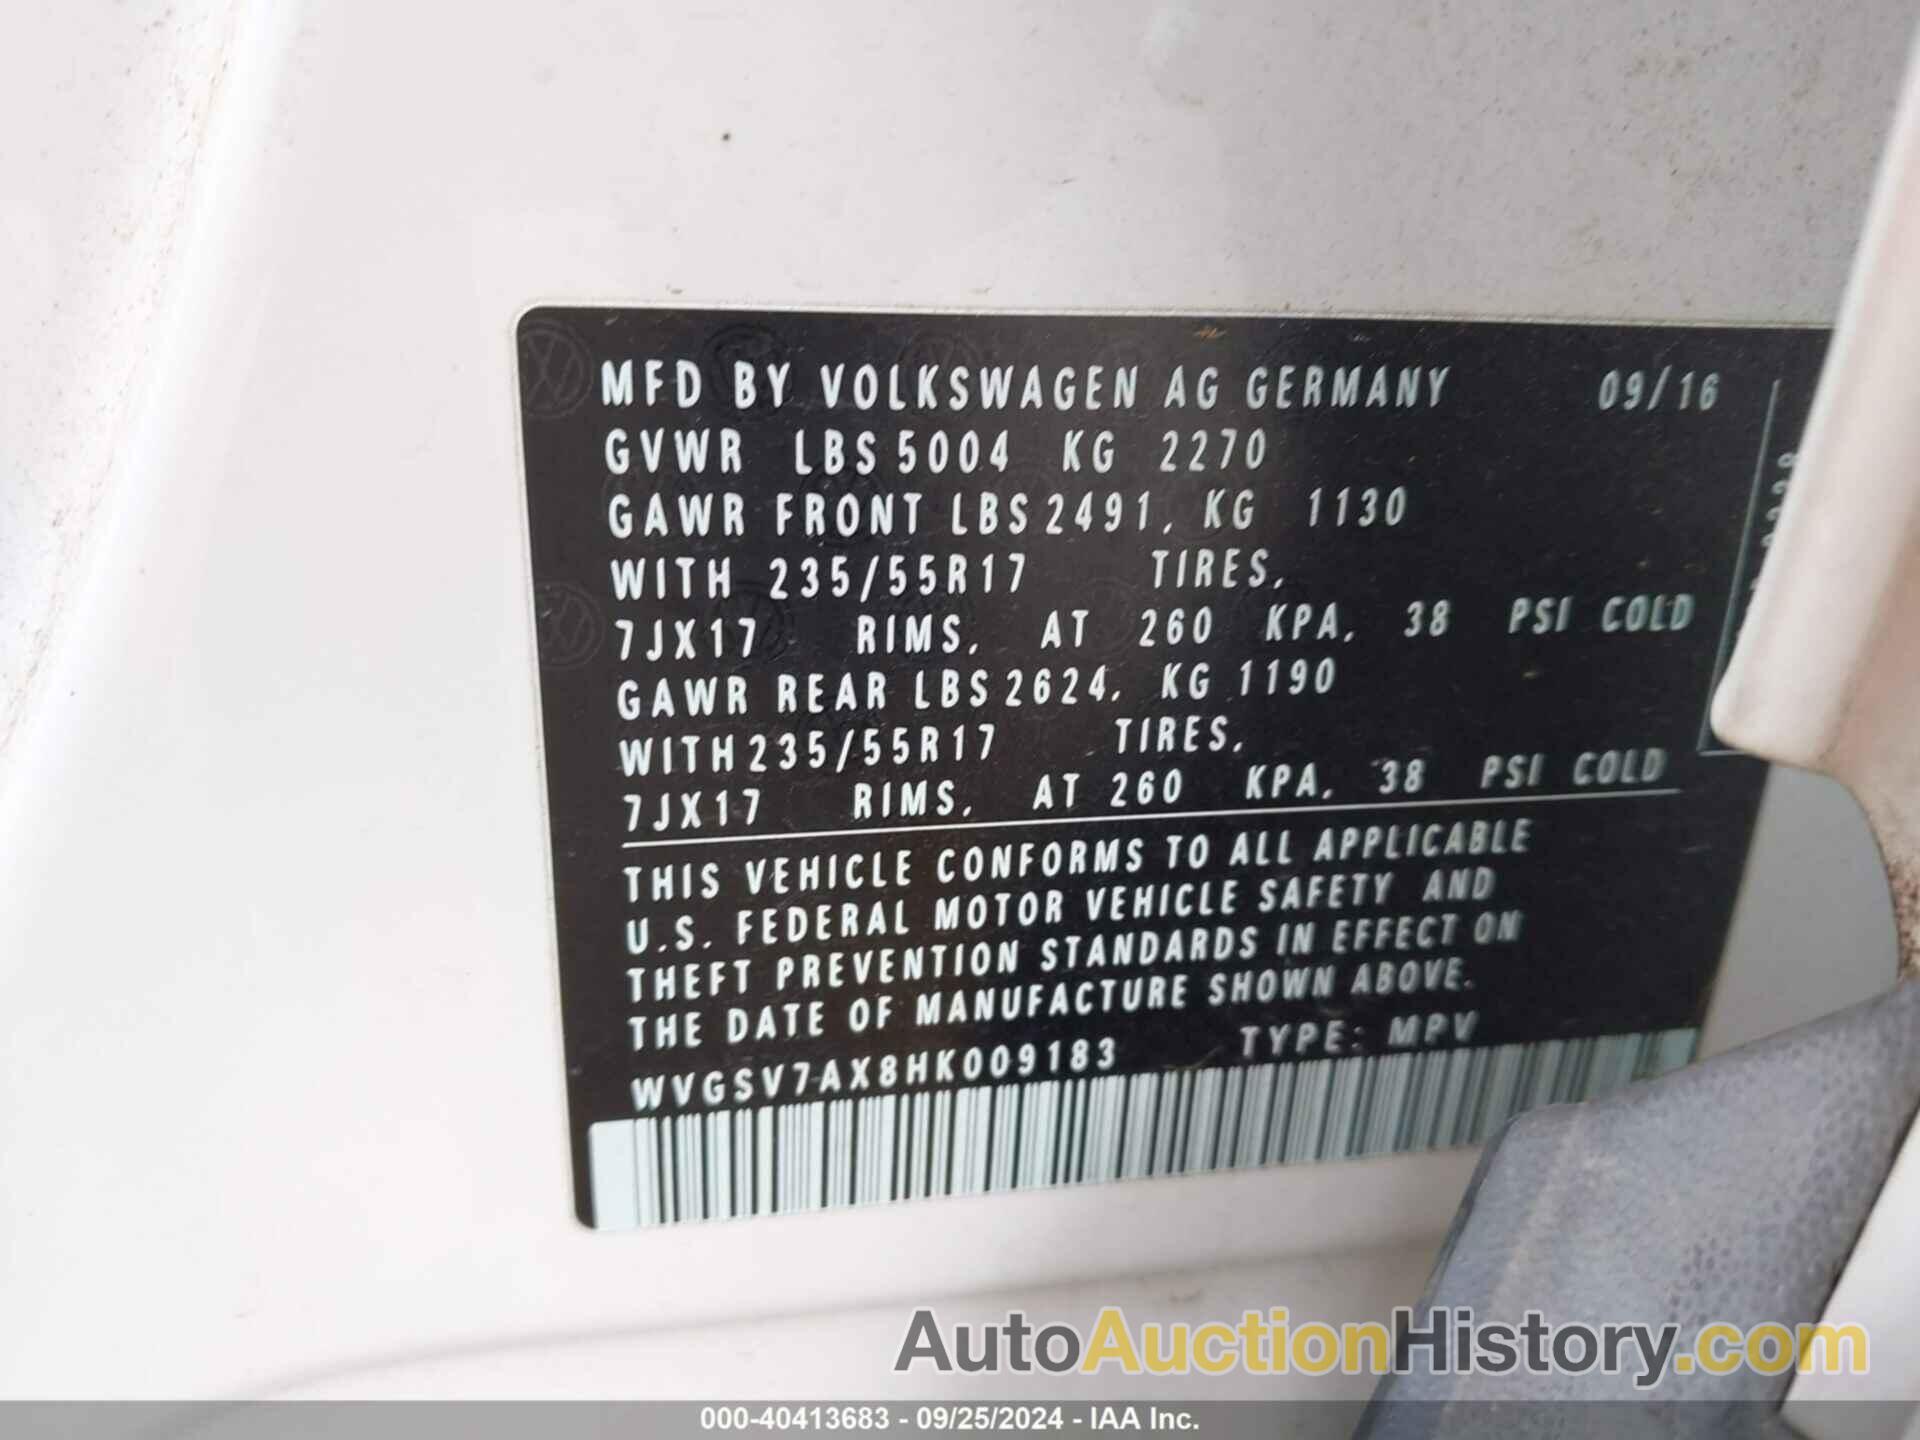 MFD BY VOLKSWAGEN AG GERMANY 09/16
GVWR LBS 5004 KG 2270
GAWR FRONT LBS 2491, KG 1130
WITH 235/55R17 TIRES,
7JX17 RIMS, AT 260 KPA, 38 PSI COLD
GAWR REAR LBS 2624, KG 1190
WITH 235/55R17 TIRES,
7JX17 RIMS, AT 260 KPA, 38 PSI COLD
THIS VEHICLE CONFORMS TO ALL APPLICABLE
U.S. FEDERAL MOTOR VEHICLE SAFETY AND
THEFT PREVENTION STANDARDS IN EFFECT ON
THE DATE OF MANUFACTURE SHOWN ABOVE.
WVGSV7AX8HK009183 TYPE: MPV
AutoAuctionHistory.com
000-40413683 - 09/25/2024 - IAA Inc.